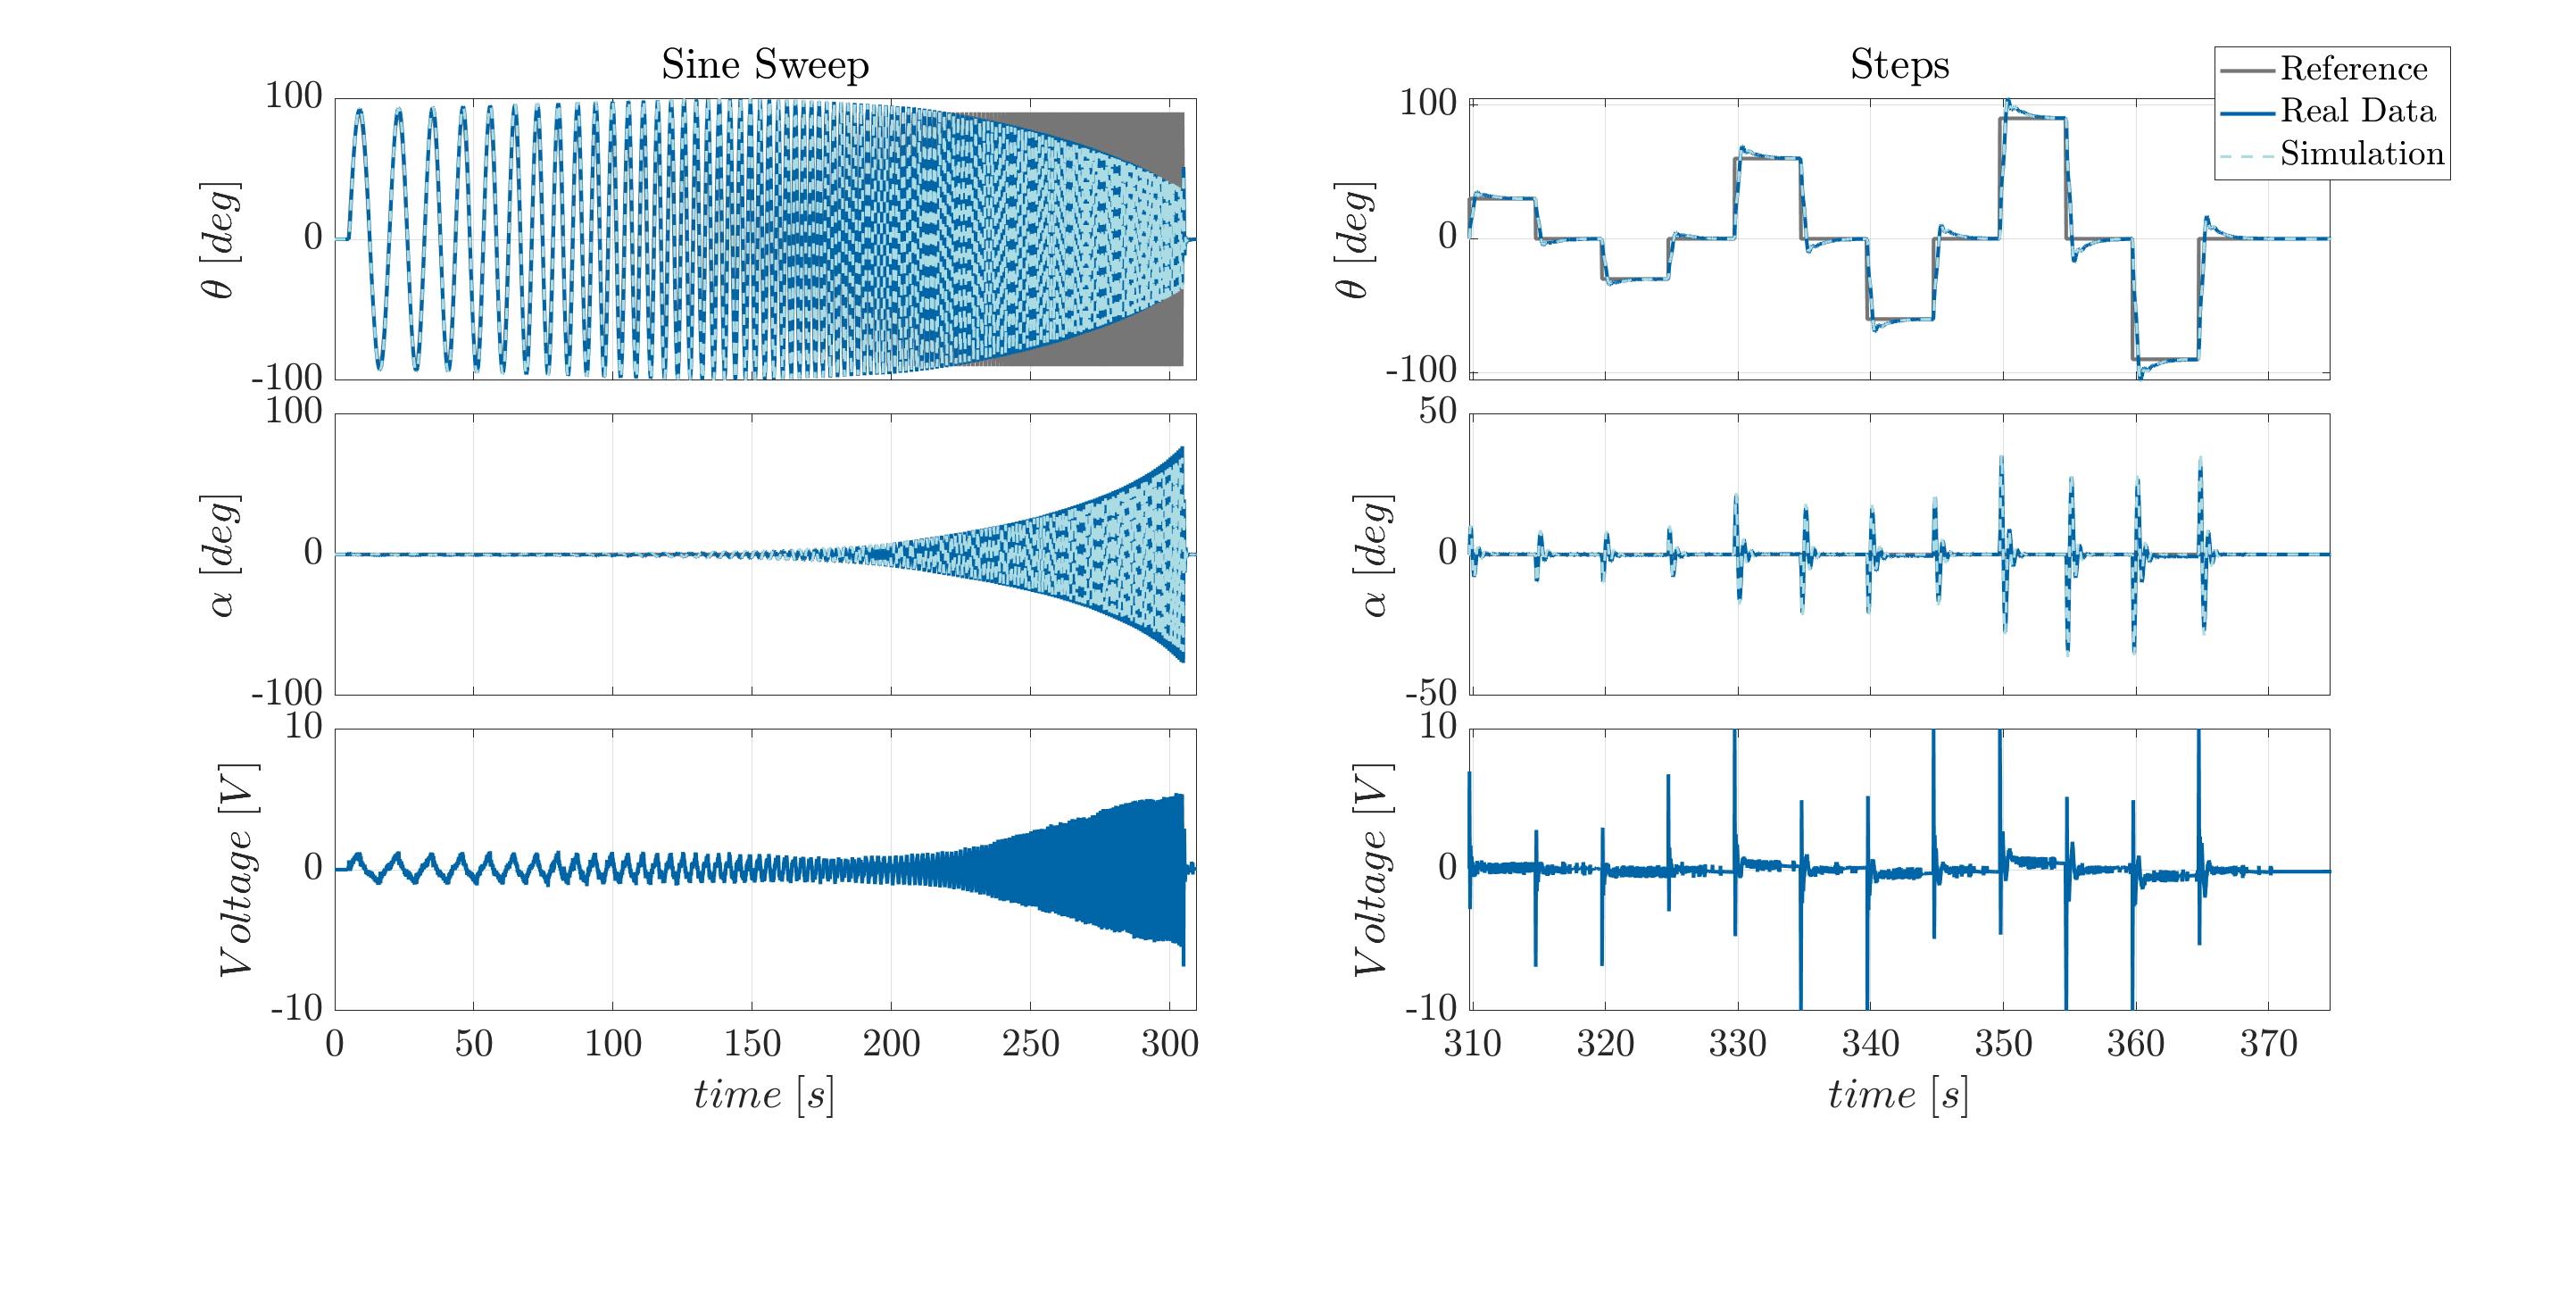 Sine Sweep
100
0
-100
θ [deg]
100
0
-100
α [deg]
10
0
-10
Voltage [V]
0 50 100 150 200 250 300
time [s]
Steps
Reference
Real Data
Simulation
100
0
-100
θ [deg]
50
0
-50
α [deg]
10
0
-10
Voltage [V]
310 320 330 340 350 360 370
time [s]